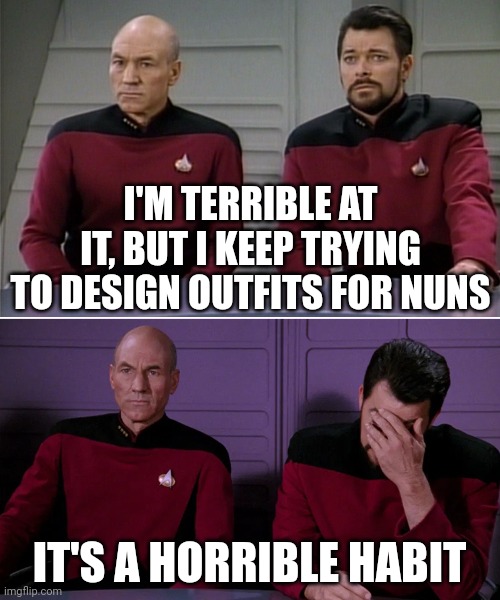 I'M TERRIBLE AT
IT, BUT I KEEP TRYING
TO DESIGN OUTFITS FOR NUNS
IT'S A HORRIBLE HABIT
imgflip.com